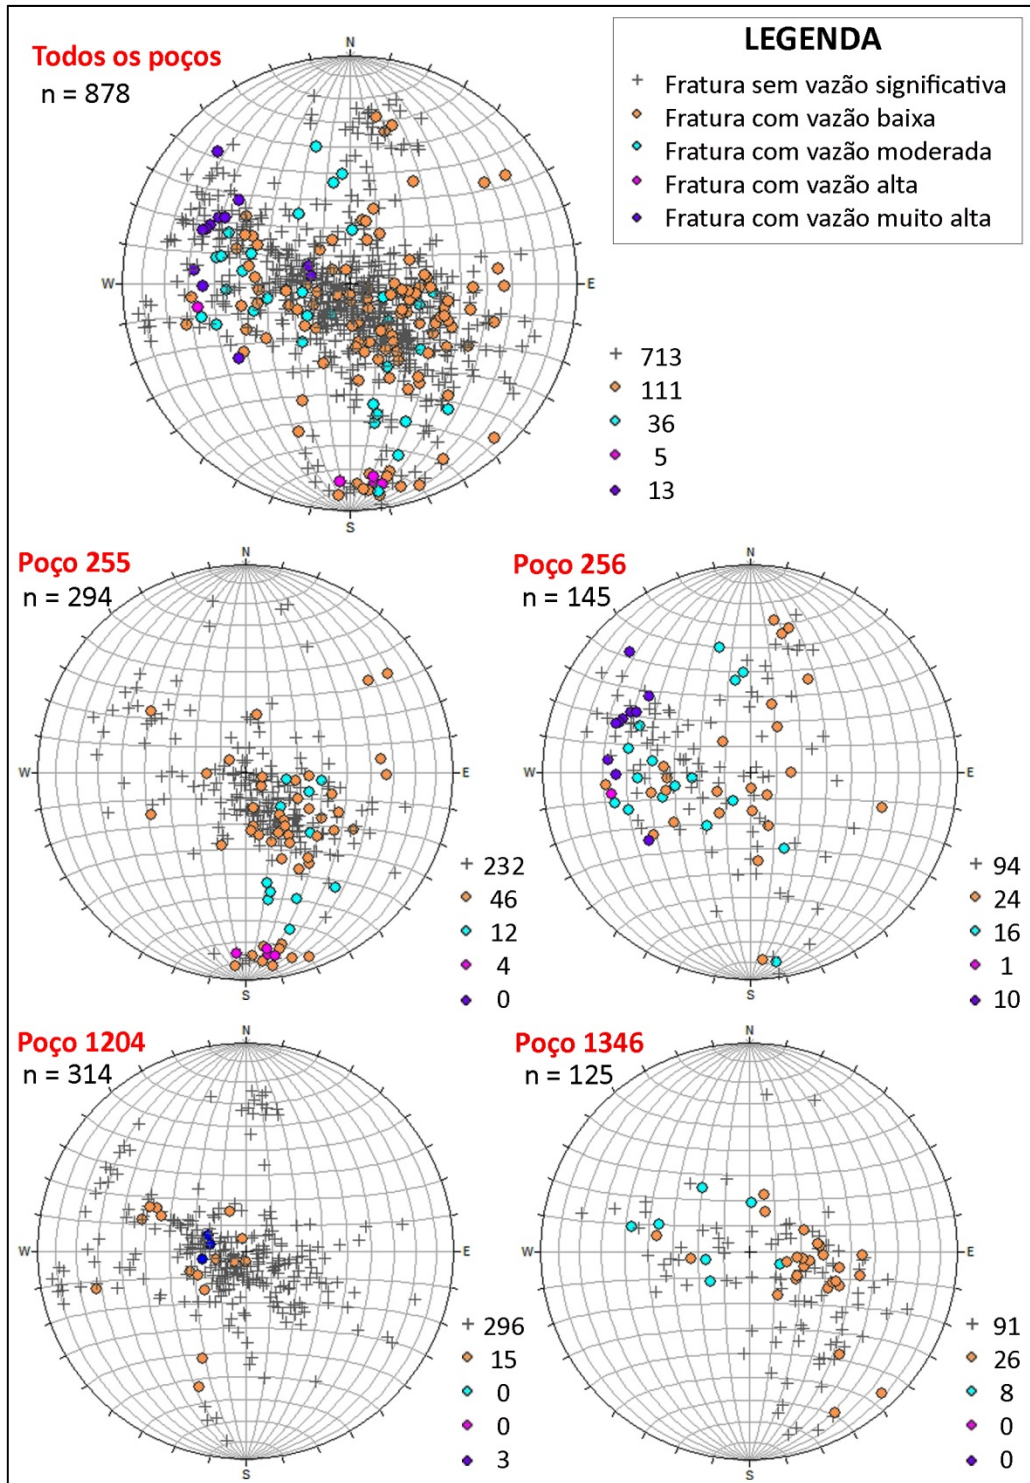 Todos os poços
n = 878
LEGENDA
Fratura sem vazão significativa
Fratura com vazão baixa
Fratura com vazão moderada
Fratura com vazão alta
Fratura com vazão muito alta
N
W
E
S
713
111
36
5
13
Poço 255
n = 294
N
W
E
S
232
46
12
4
0
Poço 256
n = 145
N
W
E
S
94
24
16
1
10
Poço 1204
n = 314
N
W
E
S
296
15
0
0
3
Poço 1346
n = 125
N
W
E
S
91
26
8
0
0